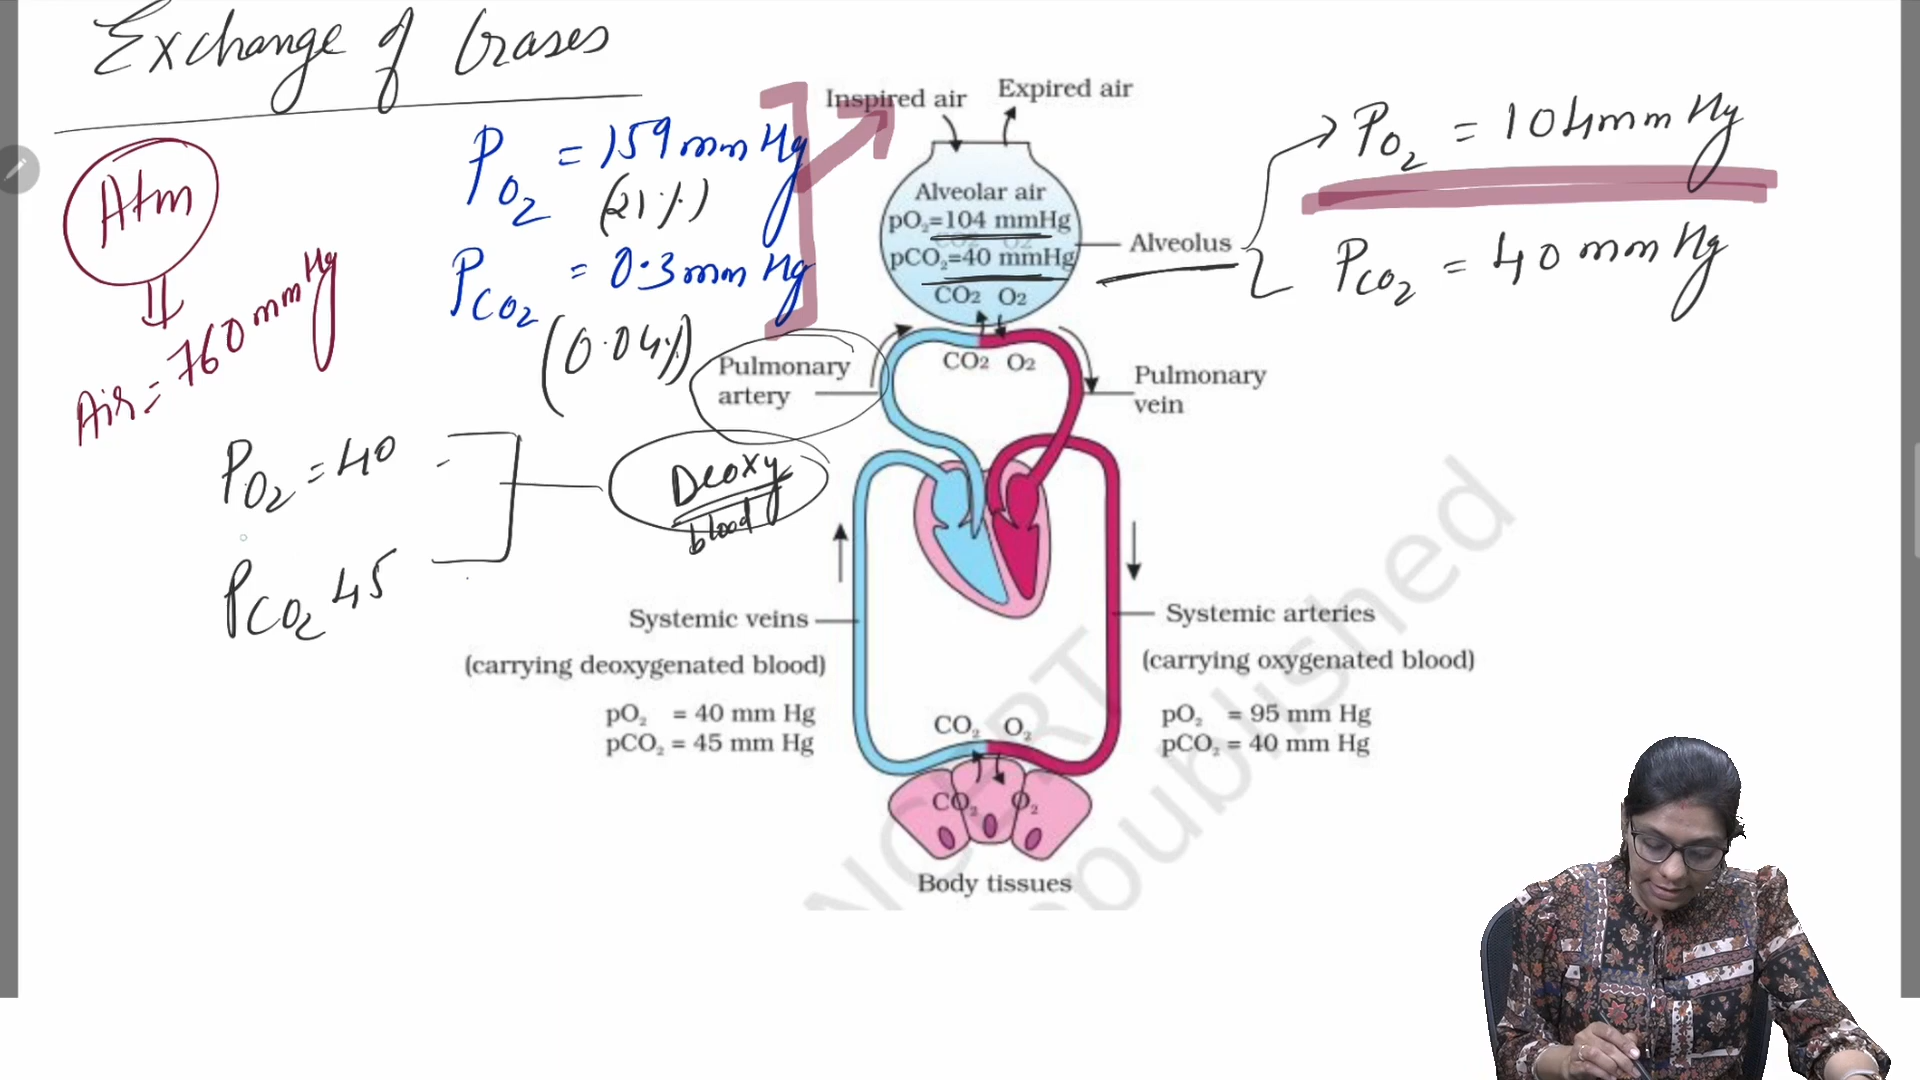 Exchange of Gases
Atm
Air = 760 mm Hg
PO2 = 159 mm Hg
(21%)
PCO2 = 0.3 mm Hg
(0.04%)
PO2 = 40
PCO2 45
Deoxy
blood
Inspired air
Expired air
Alveolar air
pO2=104 mmHg
pCO2=40 mmHg
CO2 O2
Alveolus
PO2 = 104 mm Hg
PCO2 = 40 mm Hg
CO2 O2
Pulmonary
artery
Pulmonary
vein
Systemic veins
(carrying deoxygenated blood)
pO2 = 40 mm Hg
pCO2 = 45 mm Hg
Systemic arteries
(carrying oxygenated blood)
pO2 = 95 mm Hg
pCO2 = 40 mm Hg
CO2 O2
CO2 O2
Body tissues
NCERT
published